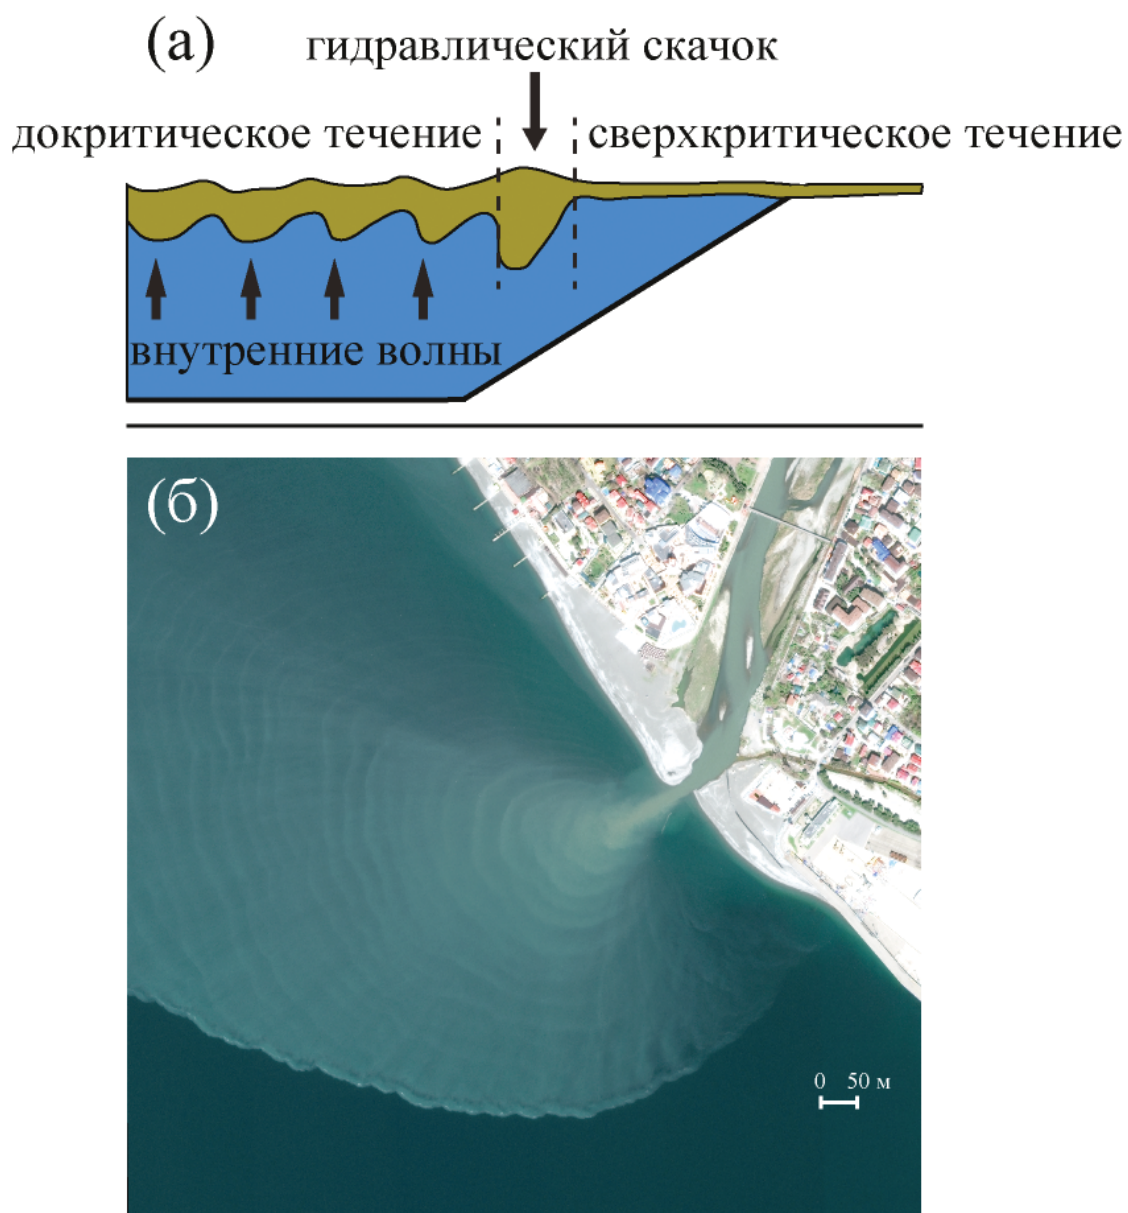 (а)
гидравлический скачок
докритическое течение
сверхкритическое течение
внутренние волны
(б)
0 50 м